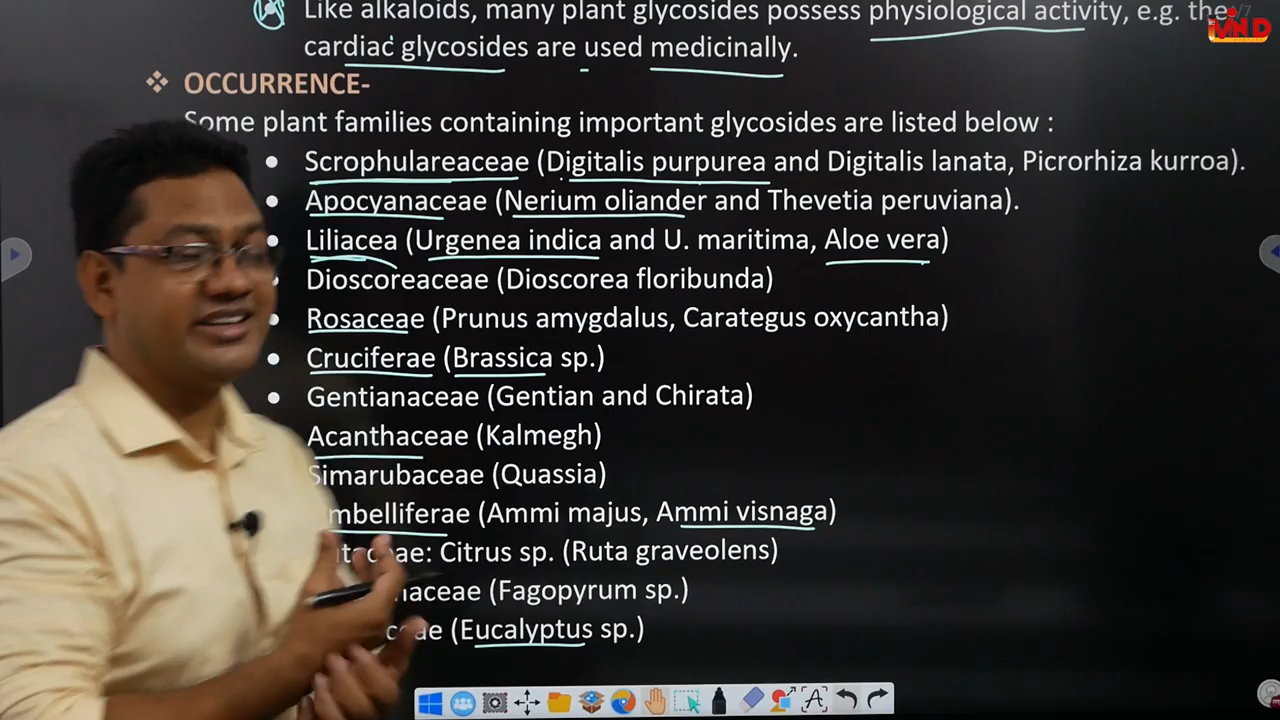 Like alkaloids, many plant glycosides possess physiological activity, e.g. the
cardiac glycosides are used medicinally.
❖ OCCURRENCE-
Some plant families containing important glycosides are listed below :
• Scrophulareaceae (Digitalis purpurea and Digitalis lanata, Picrorhiza kurroa).
• Apocyanaceae (Nerium oliander and Thevetia peruviana).
• Liliacea (Urgenea indica and U. maritima, Aloe vera)
• Dioscoreaceae (Dioscorea floribunda)
• Rosaceae (Prunus amygdalus, Carategus oxycantha)
• Cruciferae (Brassica sp.)
• Gentianaceae (Gentian and Chirata)
Acanthaceae (Kalmegh)
Simarubaceae (Quassia)
mbelliferae (Ammi majus, Ammi visnaga)
Citrus sp. (Ruta graveolens)
naceae (Fagopyrum sp.)
(Eucalyptus sp.)
MND
/7